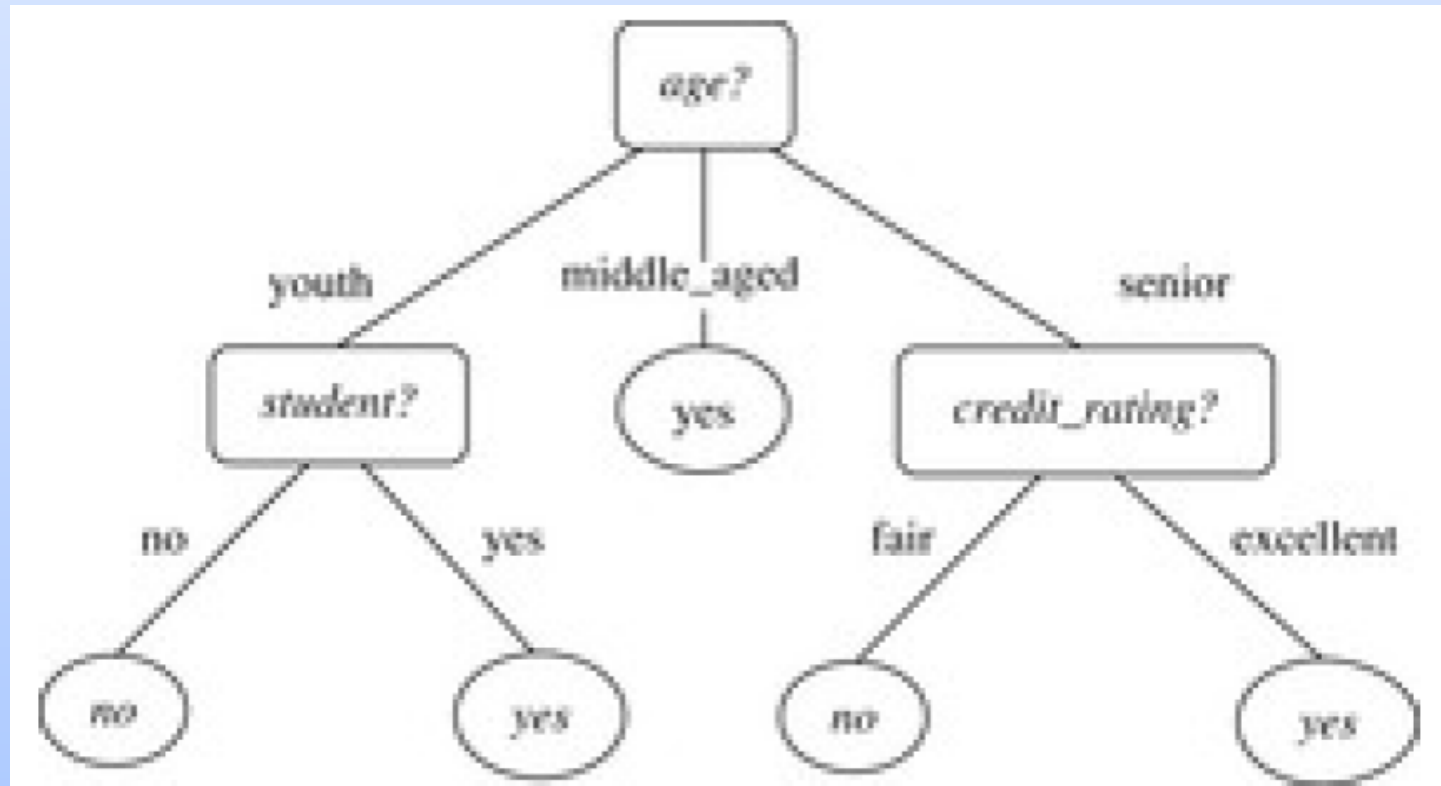 age?
youth
middle_aged
senior
student?
yes
credit_rating?
no
yes
fair
excellent
no
yes
no
yes